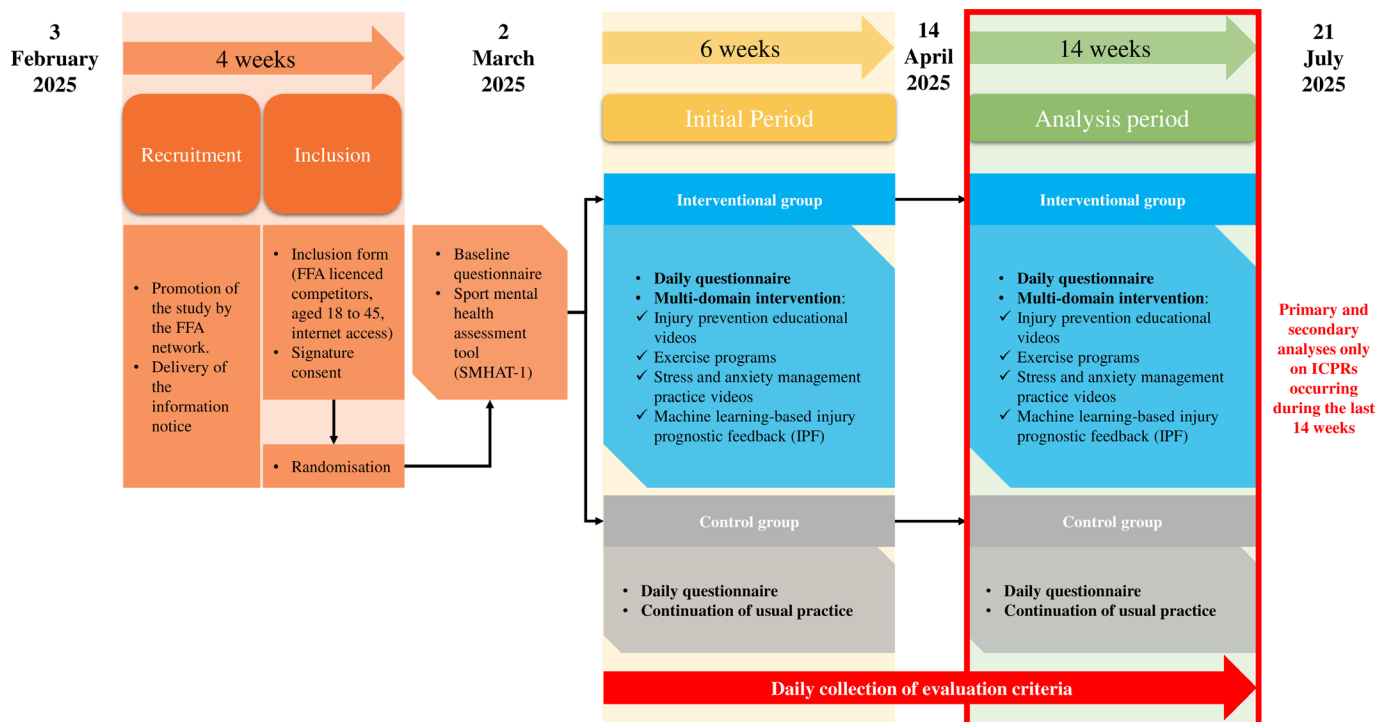 3
February
2025
4 weeks
2
March
2025
6 weeks
14
April
2025
14 weeks
21
July
2025
Recruitment
Inclusion
Initial Period
Analysis period
• Promotion of
the study by
the FFA
network.
• Delivery of
the
information
notice
• Inclusion form
(FFA licenced
competitors,
aged 18 to 45,
internet access)
• Signature
consent
• Randomisation
• Baseline
questionnaire
• Sport mental
health
assessment
tool
(SMHAT-1)
Interventional group
• Daily questionnaire
• Multi-domain intervention:
✓ Injury prevention educational
videos
✓ Exercise programs
✓ Stress and anxiety management
practice videos
✓ Machine learning-based injury
prognostic feedback (IPF)
Control group
• Daily questionnaire
• Continuation of usual practice
Interventional group
• Daily questionnaire
• Multi-domain intervention:
✓ Injury prevention educational
videos
✓ Exercise programs
✓ Stress and anxiety management
practice videos
✓ Machine learning-based injury
prognostic feedback (IPF)
Control group
• Daily questionnaire
• Continuation of usual practice
Primary and
secondary
analyses only
on ICPRs
occurring
during the last
14 weeks
Daily collection of evaluation criteria